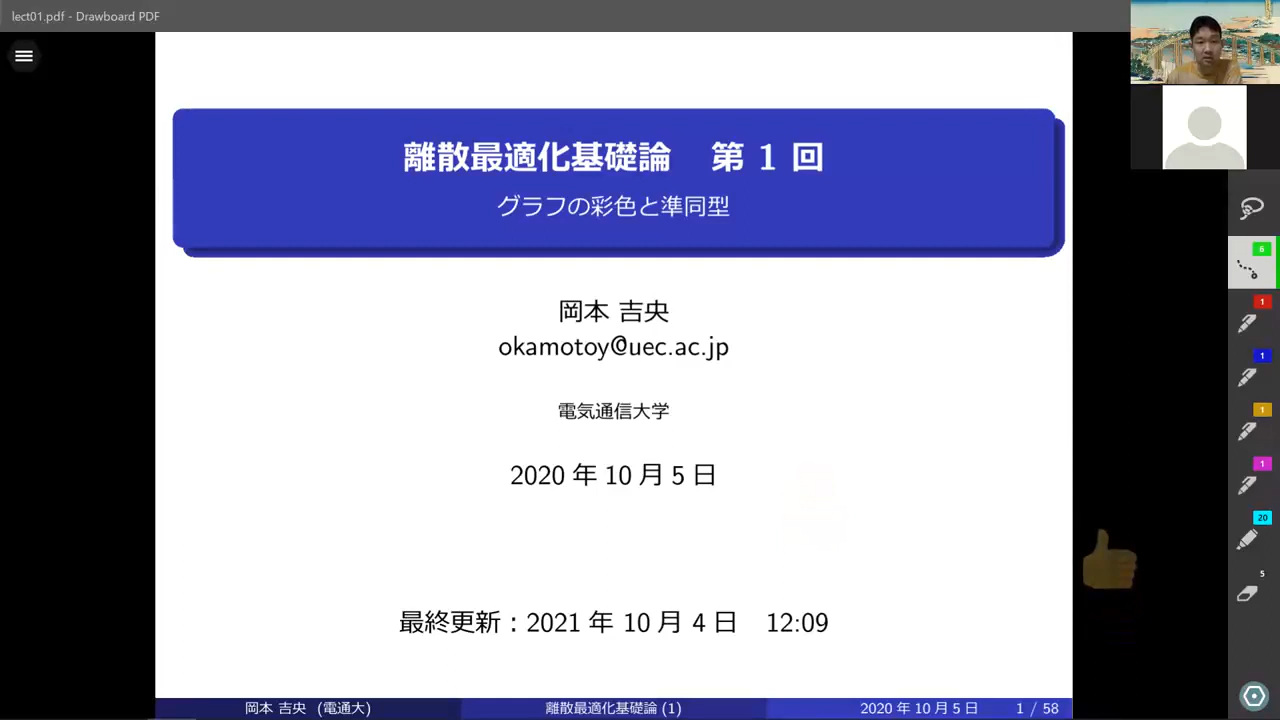 lect01.pdf - Drawboard PDF
離散最適化基礎論 第 1 回
グラフの彩色と準同型
岡本 吉央
okamotoy@uec.ac.jp
電気通信大学
2020 年 10 月 5 日
最終更新：2021 年 10 月 4 日 12:09
岡本 吉央 (電通大) 離散最適化基礎論 (1) 2020 年 10 月 5 日 1 / 58
6
1
1
1
1
20
5